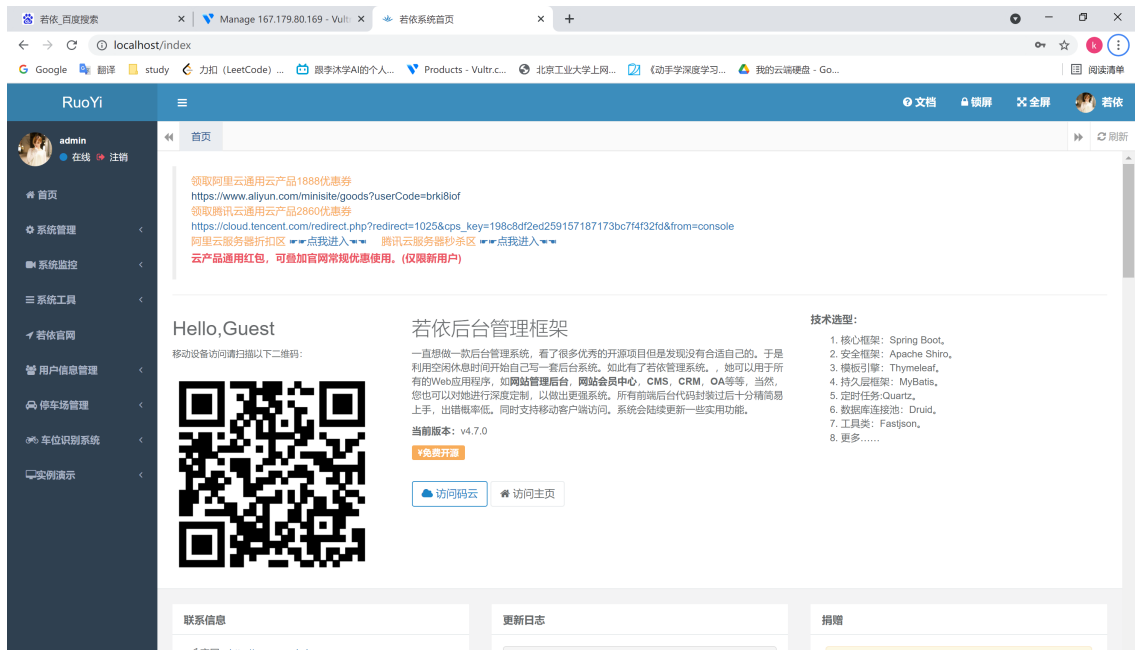 若依_百度搜索
Manage 167.179.80.169 - Vult
若依系统首页
localhost/index
k
Google
翻译
study
力扣（LeetCode）...
跟李沐学AI的个人...
Products - Vultr.c...
北京工业大学上网...
《动手学深度学习...
我的云端硬盘 - Go...
阅读清单
RuoYi
文档
锁屏
全屏
若依
admin
在线 注销
首页
刷新
首页
系统管理
系统监控
系统工具
若依官网
用户信息管理
停车场管理
车位识别系统
实例演示
领取阿里云通用云产品1888优惠券
https://www.aliyun.com/minisite/goods?userCode=brki8iof
领取腾讯云通用云产品2860优惠券
https://cloud.tencent.com/redirect.php?redirect=1025&cps_key=198c8df2ed259157187173bc7f4f32fd&from=console
阿里云服务器折扣区 ☛☛点我进入☚☚ 腾讯云服务器秒杀区 ☛☛点我进入☚☚
云产品通用红包，可叠加官网常规优惠使用。(仅限新用户)
Hello,Guest
移动设备访问请扫描以下二维码：
若依后台管理框架
一直想做一款后台管理系统，看了很多优秀的开源项目但是发现没有合适自己的。于是
利用空闲休息时间开始自己写一套后台系统。如此有了若依管理系统。，她可以用于所
有的Web应用程序，如网站管理后台，网站会员中心，CMS，CRM，OA等等，当然，
您也可以对她进行深度定制，以做出更强系统。所有前端后台代码封装过后十分精简易
上手，出错概率低。同时支持移动客户端访问。系统会陆续更新一些实用功能。
当前版本：v4.7.0
¥免费开源
访问码云
访问主页
技术选型：
1. 核心框架：Spring Boot。
2. 安全框架：Apache Shiro。
3. 模板引擎：Thymeleaf。
4. 持久层框架：MyBatis。
5. 定时任务:Quartz。
6. 数据库连接池：Druid。
7. 工具类：Fastjson。
8. 更多……
联系信息
更新日志
捐赠